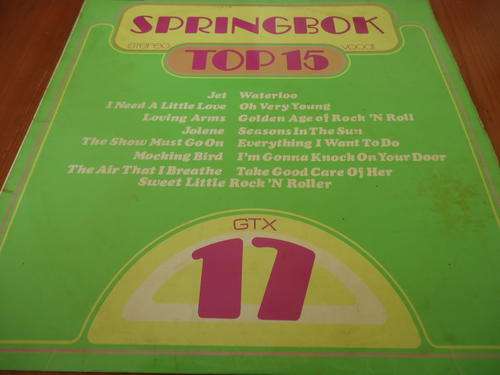 SPRINGBOK
stereo vocal
TOP 15
Jet Waterloo
I Need A Little Love Oh Very Young
Loving Arms Golden Age of Rock 'N Roll
Jolene Seasons In The Sun
The Show Must Go On Everything I Want To Do
Mocking Bird I'm Gonna Knock On Your Door
The Air That I Breathe Take Good Care Of Her
Sweet Little Rock 'N Roller
GTX
17